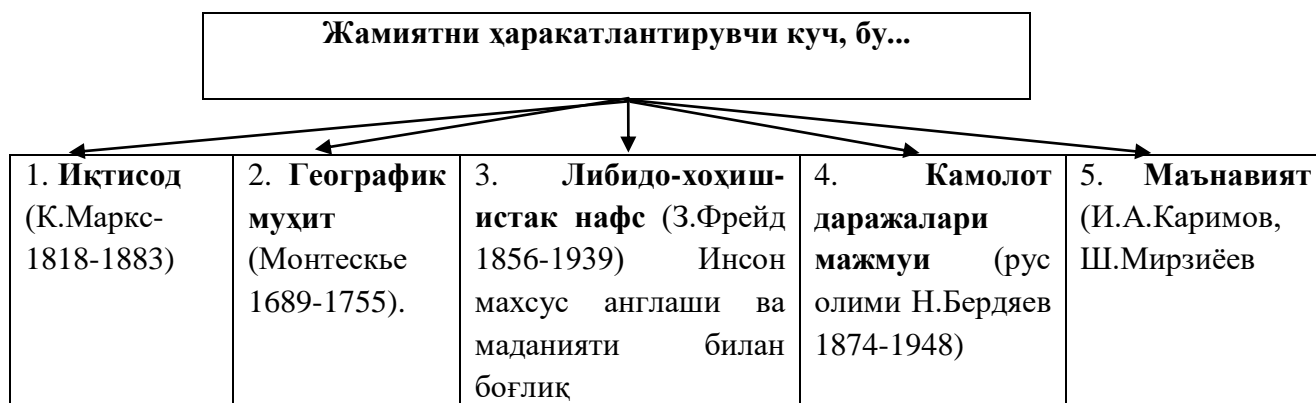 Жамиятни ҳаракатлантирувчи куч, бу...
1. Иқтисод
(К.Маркс-
1818-1883)
2. Географик
муҳит
(Монтескье
1689-1755).
3. Либидо-хоҳиш-
истак нафс (З.Фрейд
1856-1939) Инсон
махсус англаши ва
маданияти билан
боғлиқ
4. Камолот
даражалари
мажмуи (рус
олими Н.Бердяев
1874-1948)
5. Маънавият
(И.А.Каримов,
Ш.Мирзиёев